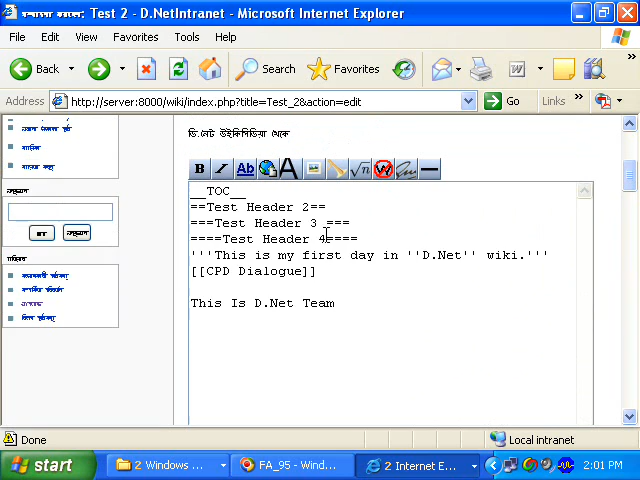 Test 2 - D.NetIntranet - Microsoft Internet Explorer
File Edit View Favorites Tools Help
Back Search Favorites
Address http://server:8000/wiki/index.php?title=Test_2&action=edit Go Links
ডি.নেট উইকিপিডিয়া থেকে
B I Ab A √n W
__TOC__
==Test Header 2==
===Test Header 3 ===
====Test Header 4====
'''This is my first day in ''D.Net'' wiki.'''
[[CPD Dialogue]]
This Is D.Net Team
Done Local intranet
start 2 Windows ... FA_95 - Wind... 2 Internet E... 2:01 PM